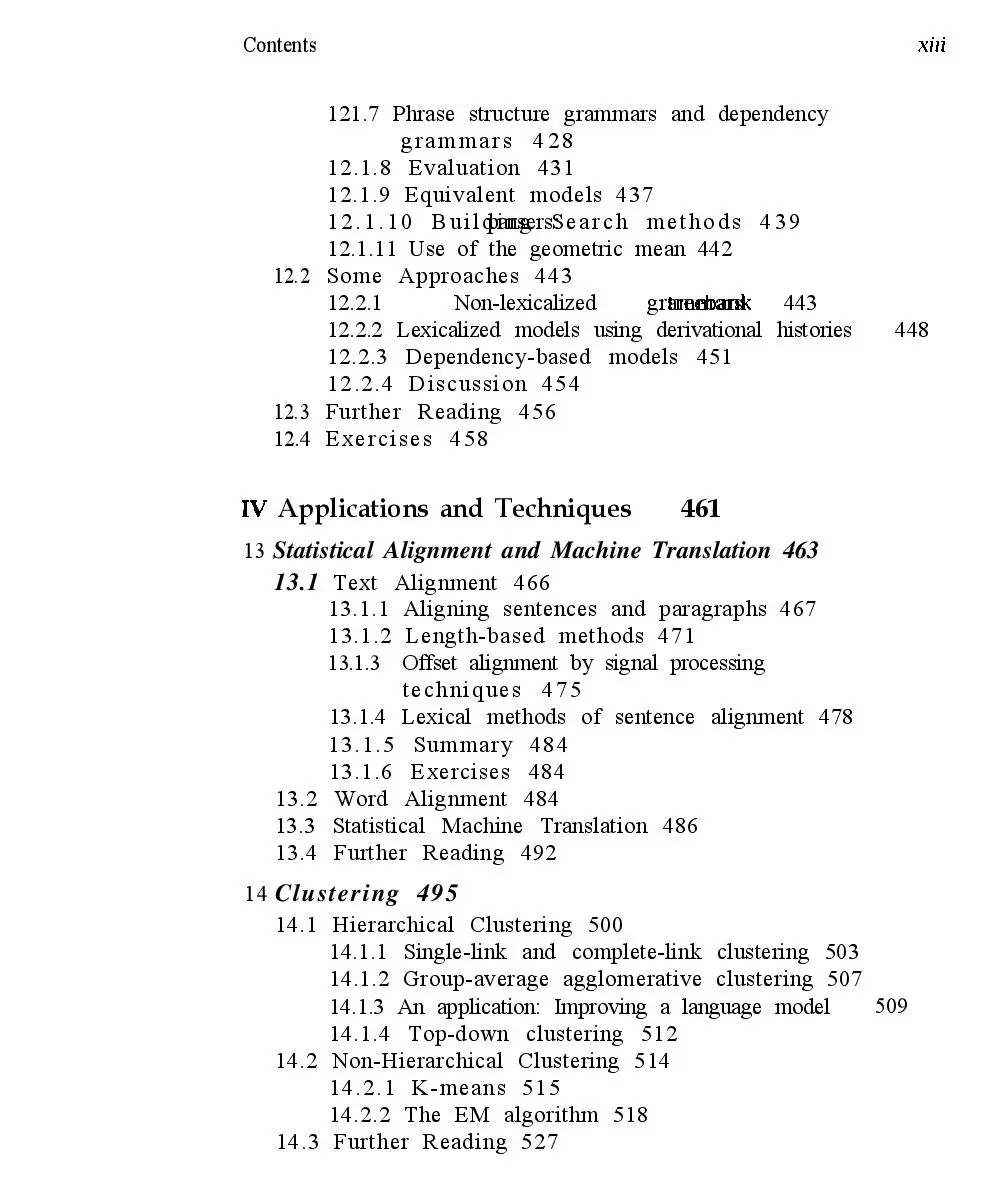 Contents xiii
121.7 Phrase structure grammars and dependency
grammars 428
12.1.8 Evaluation 431
12.1.9 Equivalent models 437
12.1.10 Building parsers: Search methods 439
12.1.11 Use of the geometric mean 442
12.2 Some Approaches 443
12.2.1 Non-lexicalized treebank grammars 443
12.2.2 Lexicalized models using derivational histories 448
12.2.3 Dependency-based models 451
12.2.4 Discussion 454
12.3 Further Reading 456
12.4 Exercises 458
IV Applications and Techniques 461
13 Statistical Alignment and Machine Translation 463
13.1 Text Alignment 466
13.1.1 Aligning sentences and paragraphs 467
13.1.2 Length-based methods 471
13.1.3 Offset alignment by signal processing
techniques 475
13.1.4 Lexical methods of sentence alignment 478
13.1.5 Summary 484
13.1.6 Exercises 484
13.2 Word Alignment 484
13.3 Statistical Machine Translation 486
13.4 Further Reading 492
14 Clustering 495
14.1 Hierarchical Clustering 500
14.1.1 Single-link and complete-link clustering 503
14.1.2 Group-average agglomerative clustering 507
14.1.3 An application: Improving a language model 509
14.1.4 Top-down clustering 512
14.2 Non-Hierarchical Clustering 514
14.2.1 K-means 515
14.2.2 The EM algorithm 518
14.3 Further Reading 527